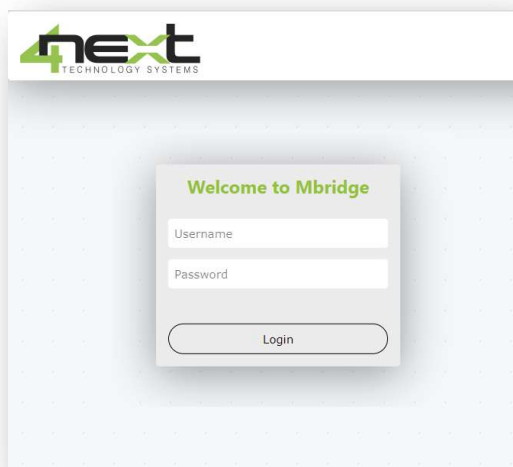 4next
TECHNOLOGY SYSTEMS
Welcome to Mbridge
Username
Password
Login